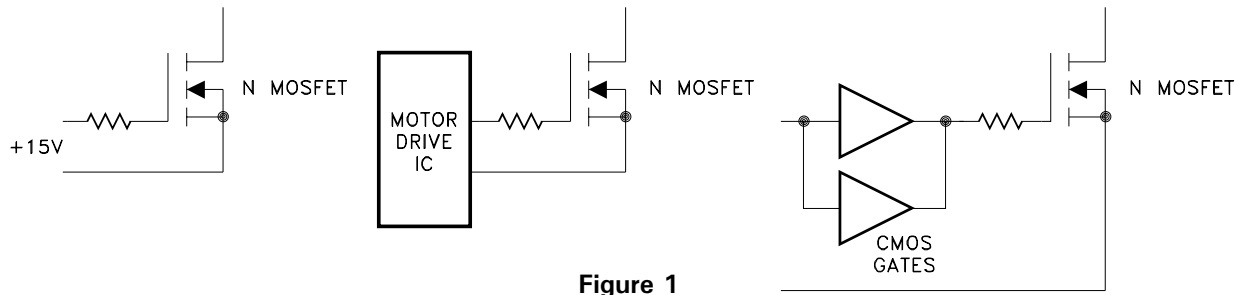 N MOSFET
+15V
MOTOR
DRIVE
IC
N MOSFET
N MOSFET
CMOS
GATES
Figure 1